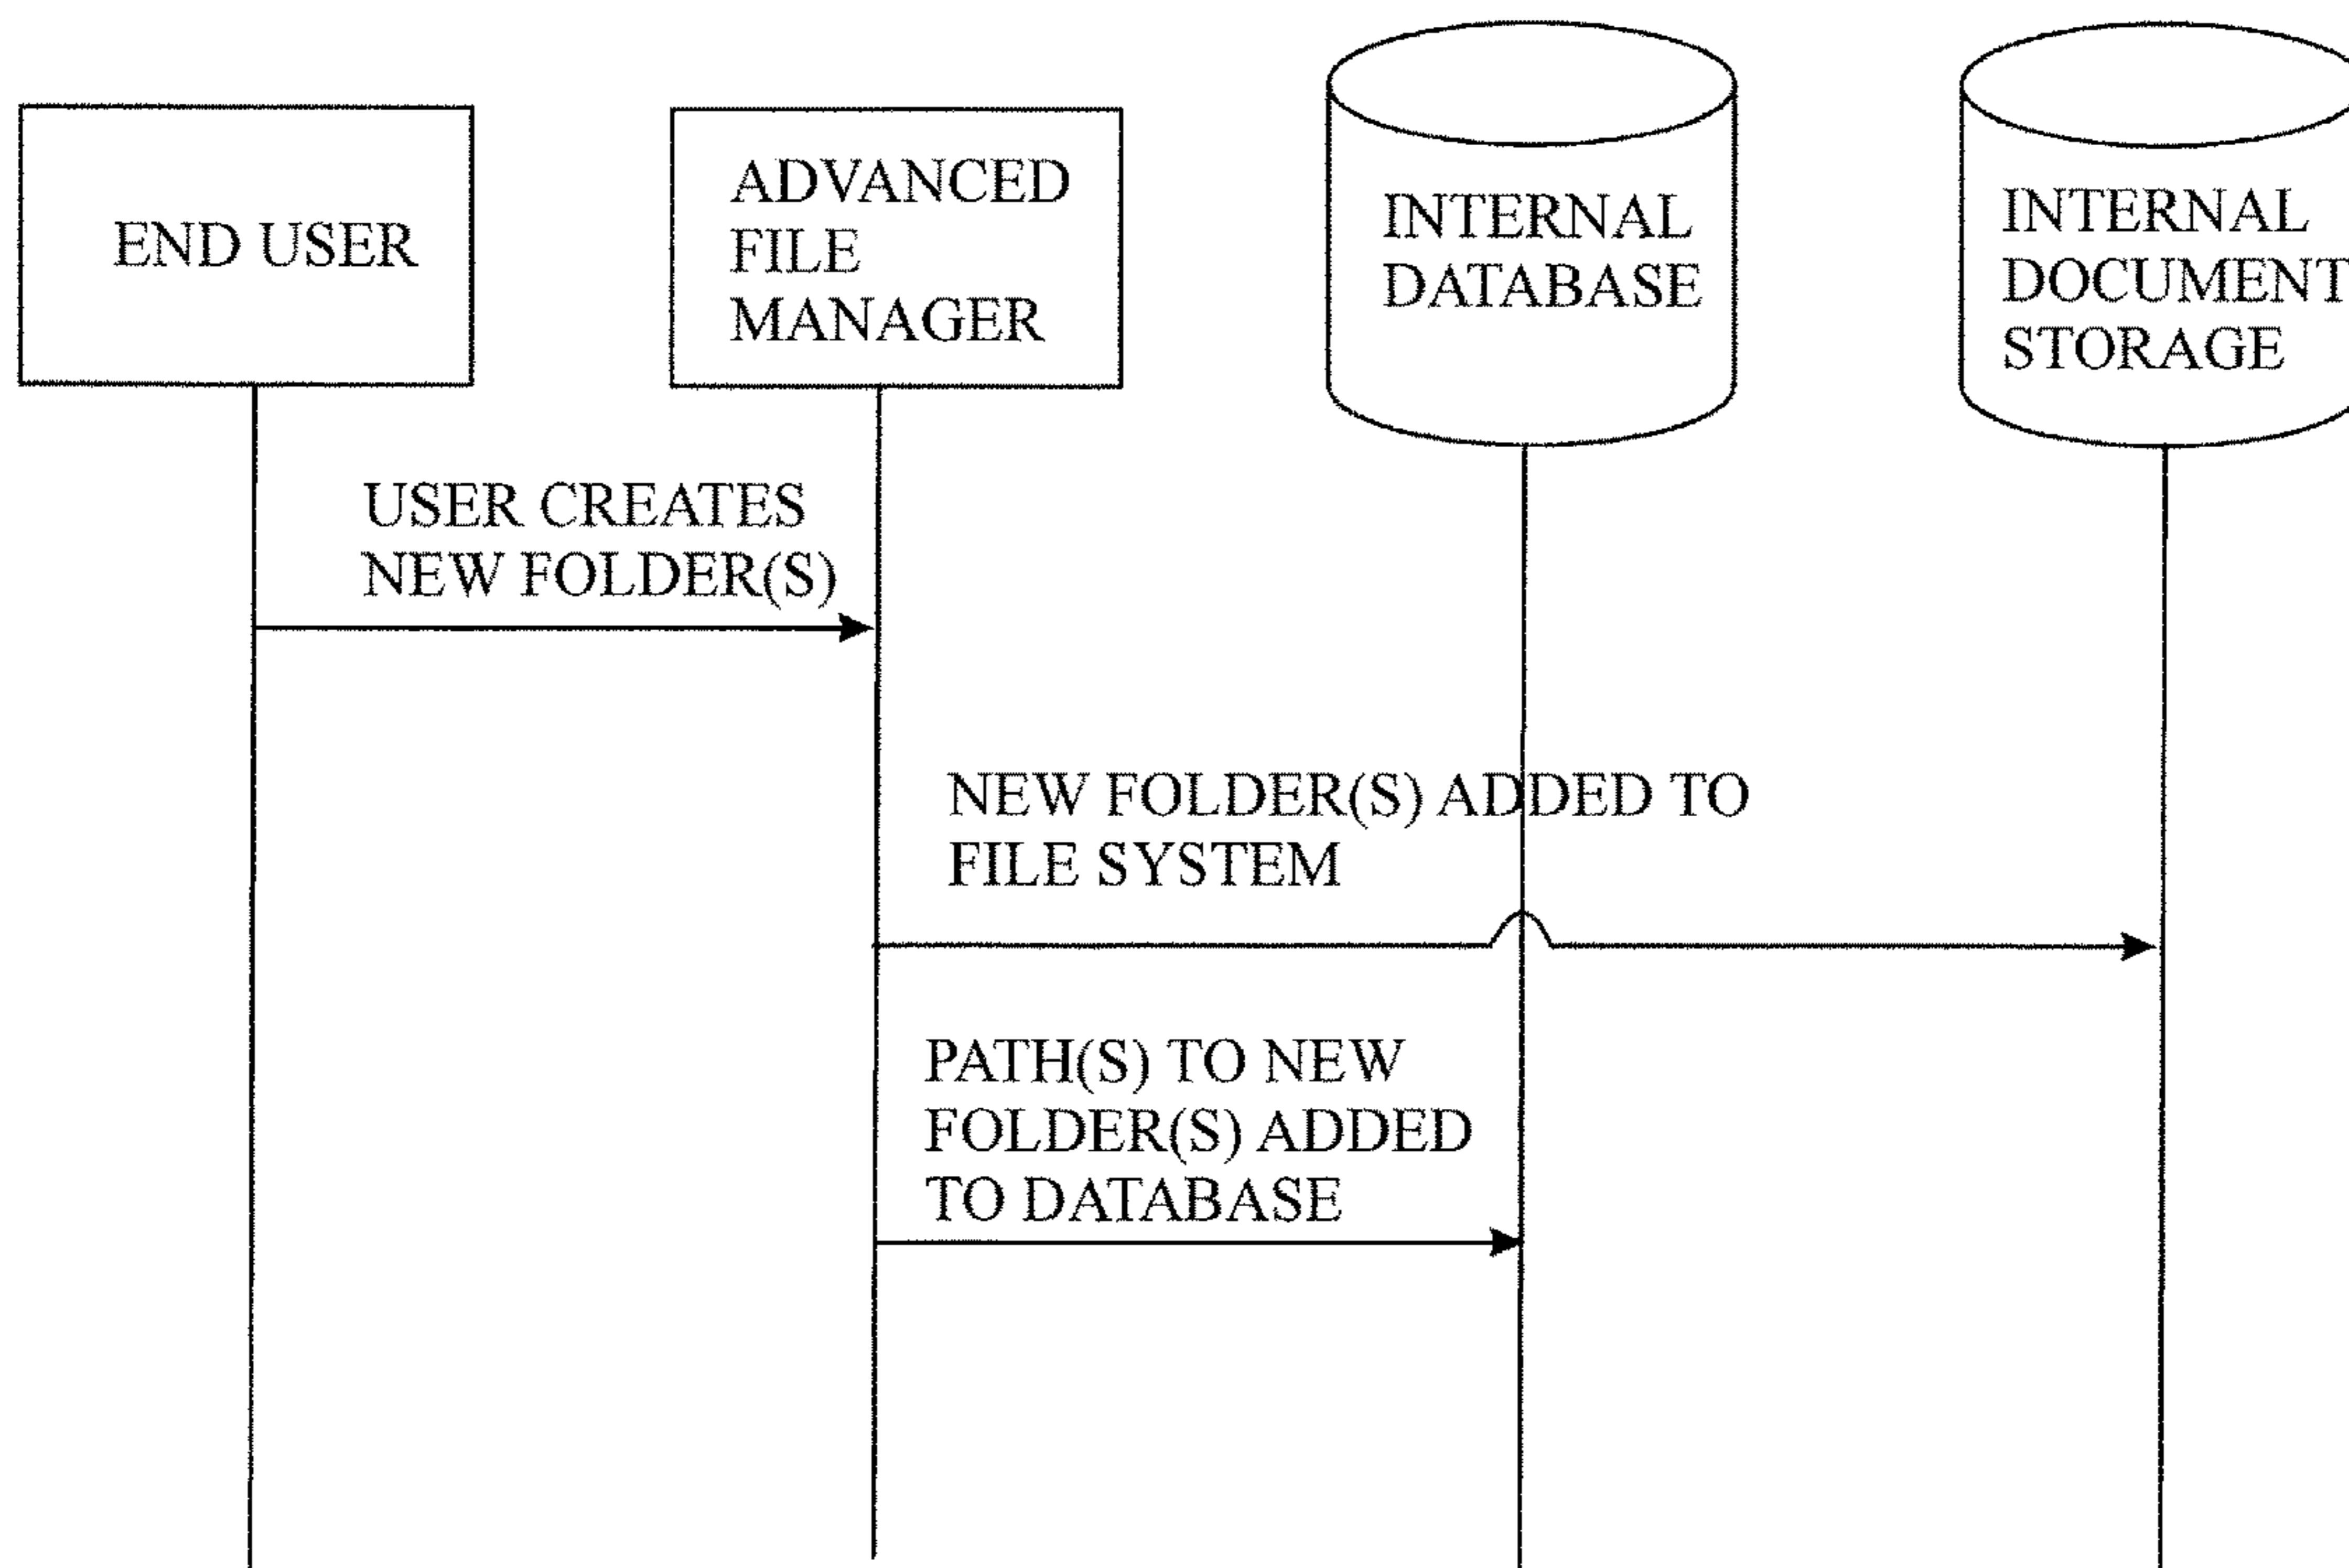 END USER
ADVANCED
FILE
MANAGER
INTERNAL
DATABASE
INTERNAL
DOCUMENT
STORAGE
USER CREATES
NEW FOLDER(S)
NEW FOLDER(S) ADDED TO
FILE SYSTEM
PATH(S) TO NEW
FOLDER(S) ADDED
TO DATABASE